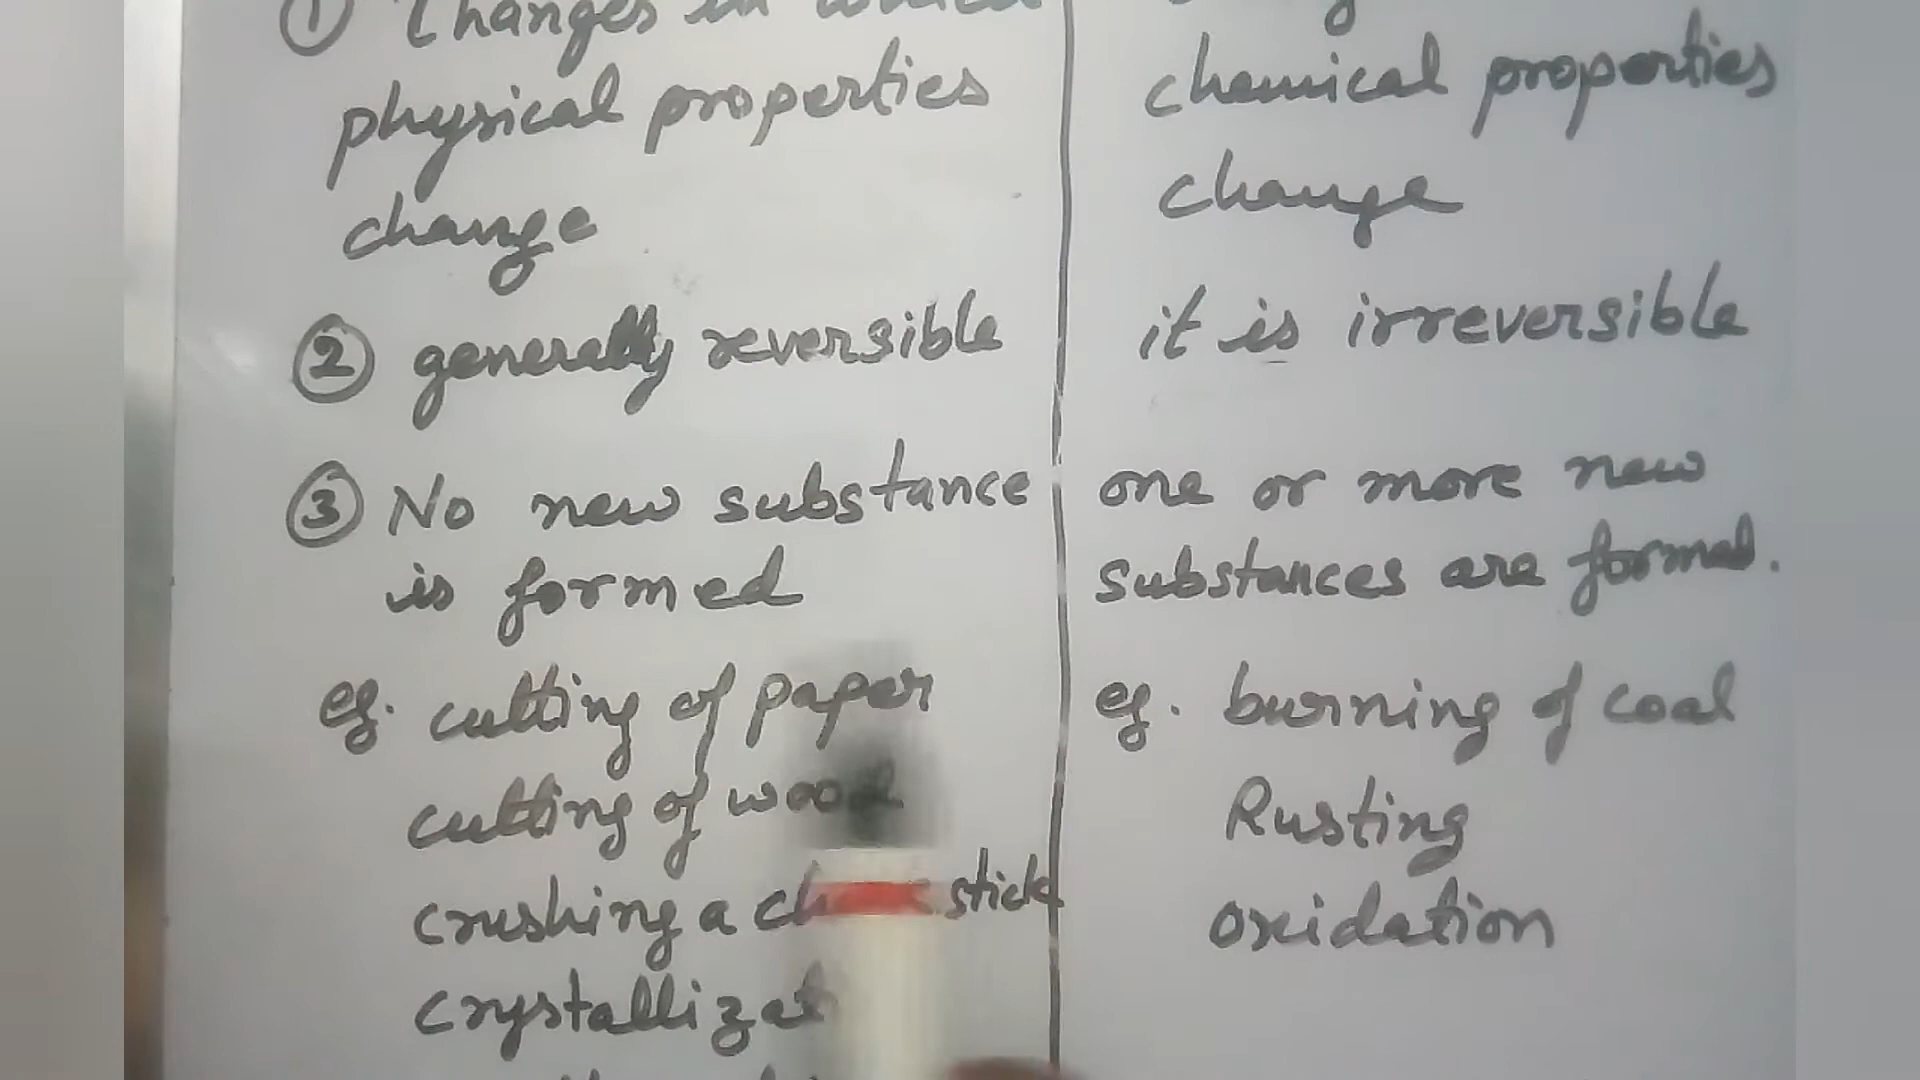 ① Changes in which
physical properties
change
② generally reversible
③ No new substance
is formed
eg. cutting of paper
cutting of wood
crushing a stick
crystallizat
chemical properties
change
it is irreversible
one or more new
substances are formed.
eg. burning of coal
Rusting
oxidation